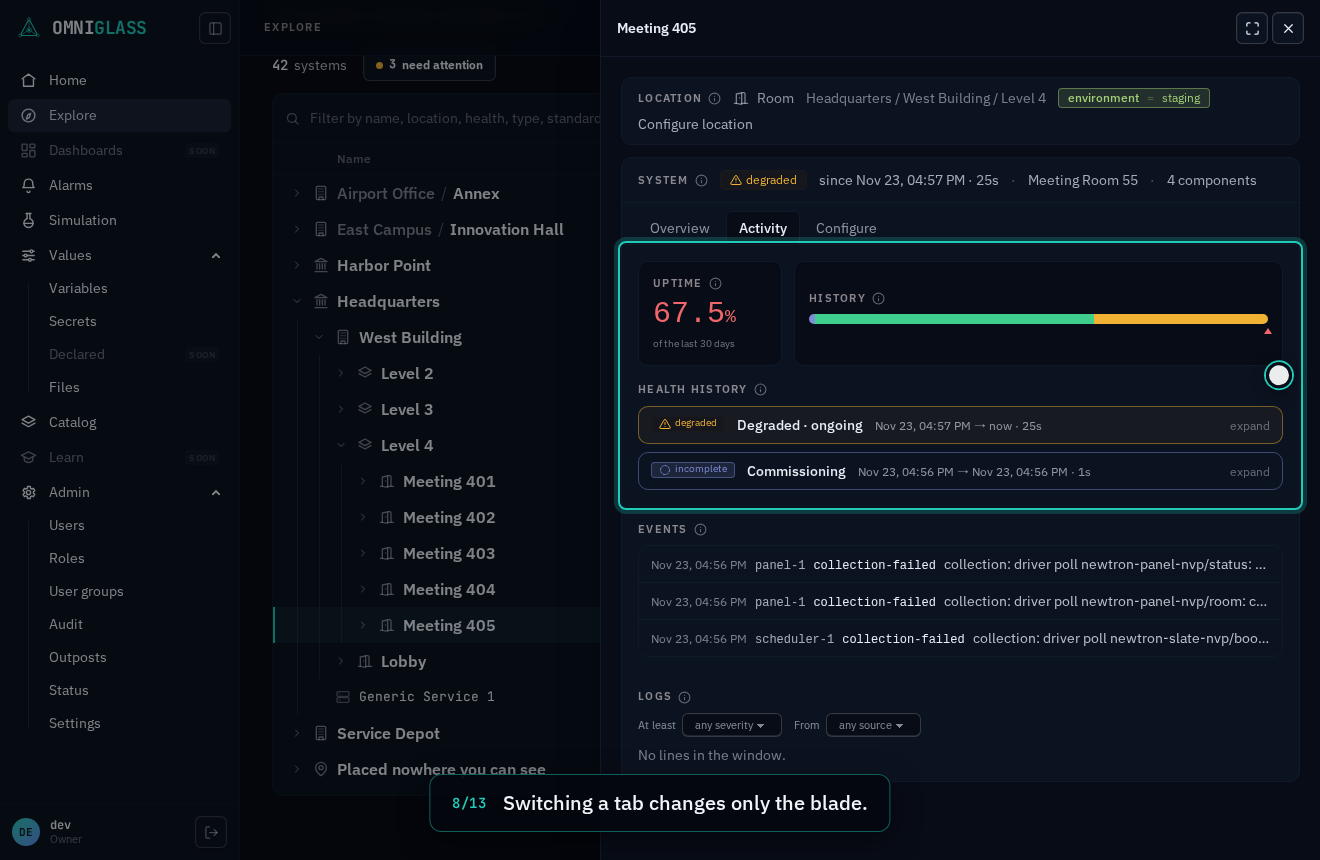 OMNIGLASS
Home
Explore
Dashboards SOON
Alarms
Simulation
Values
Variables
Secrets
Declared SOON
Files
Catalog
Learn SOON
Admin
Users
Roles
User groups
Audit
Outposts
Status
Settings
DE dev
Owner
EXPLORE
42 systems 3 need attention
Filter by name, location, health, type, standard
Name
Airport Office / Annex
East Campus / Innovation Hall
Harbor Point
Headquarters
West Building
Level 2
Level 3
Level 4
Meeting 401
Meeting 402
Meeting 403
Meeting 404
Meeting 405
Lobby
Generic Service 1
Service Depot
Placed nowhere you can see
Meeting 405
LOCATION Room Headquarters / West Building / Level 4 environment = staging
Configure location
SYSTEM degraded since Nov 23, 04:57 PM · 25s · Meeting Room 55 · 4 components
Overview Activity Configure
UPTIME
67.5%
of the last 30 days
HISTORY
HEALTH HISTORY
degraded Degraded · ongoing Nov 23, 04:57 PM → now · 25s expand
incomplete Commissioning Nov 23, 04:56 PM → Nov 23, 04:56 PM · 1s expand
EVENTS
Nov 23, 04:56 PM panel-1 collection-failed collection: driver poll newtron-panel-nvp/status: ...
Nov 23, 04:56 PM panel-1 collection-failed collection: driver poll newtron-panel-nvp/room: c...
Nov 23, 04:56 PM scheduler-1 collection-failed collection: driver poll newtron-slate-nvp/boo...
LOGS
At least any severity From any source
No lines in the window.
8/13 Switching a tab changes only the blade.